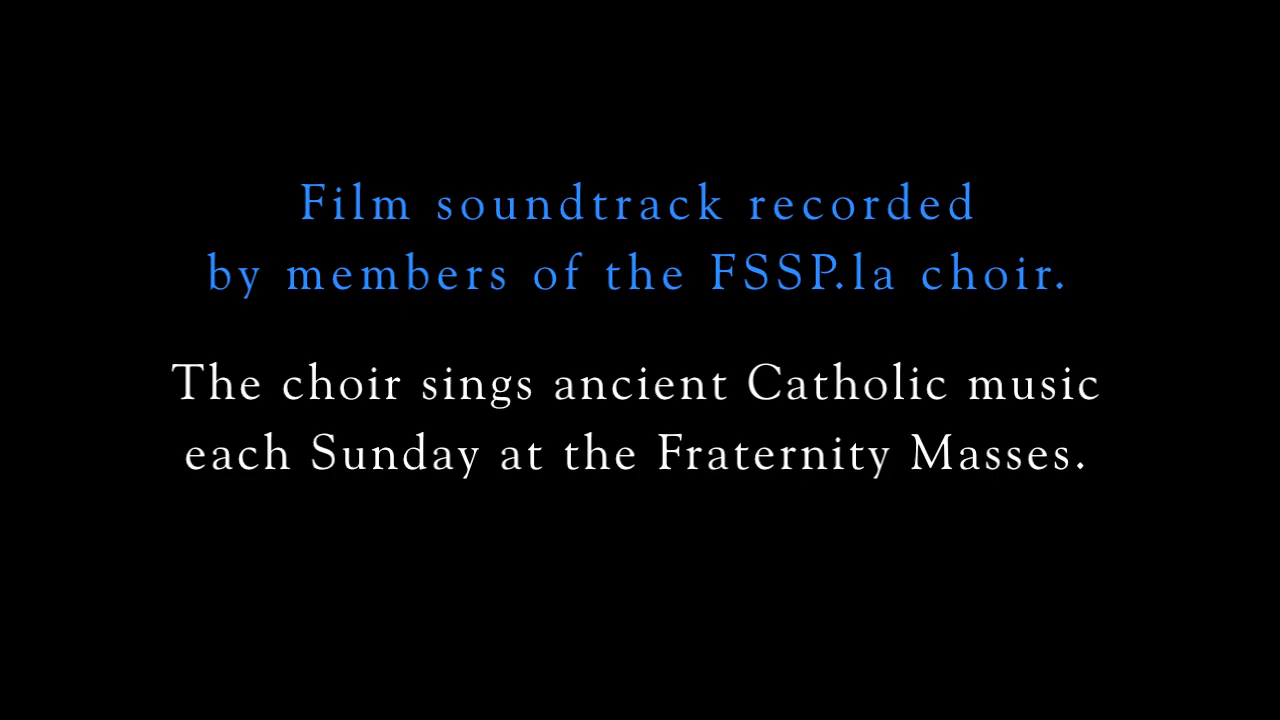 Film soundtrack recorded
by members of the FSSP.la choir.
The choir sings ancient Catholic music
each Sunday at the Fraternity Masses.